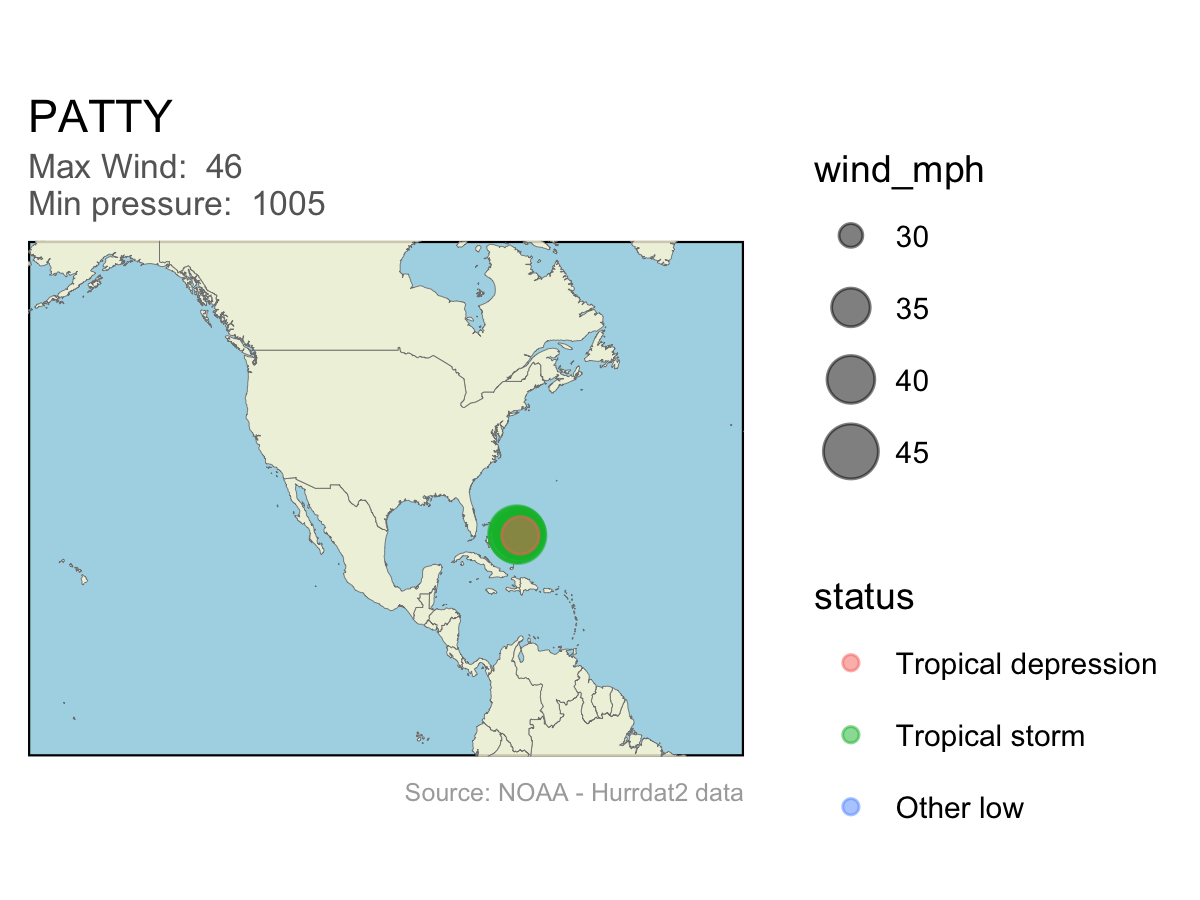 PATTY
Max Wind:  46
Min pressure:  1005
wind_mph
30
35
40
45
status
Tropical depression
Tropical storm
Other low
Source: NOAA - Hurrdat2 data